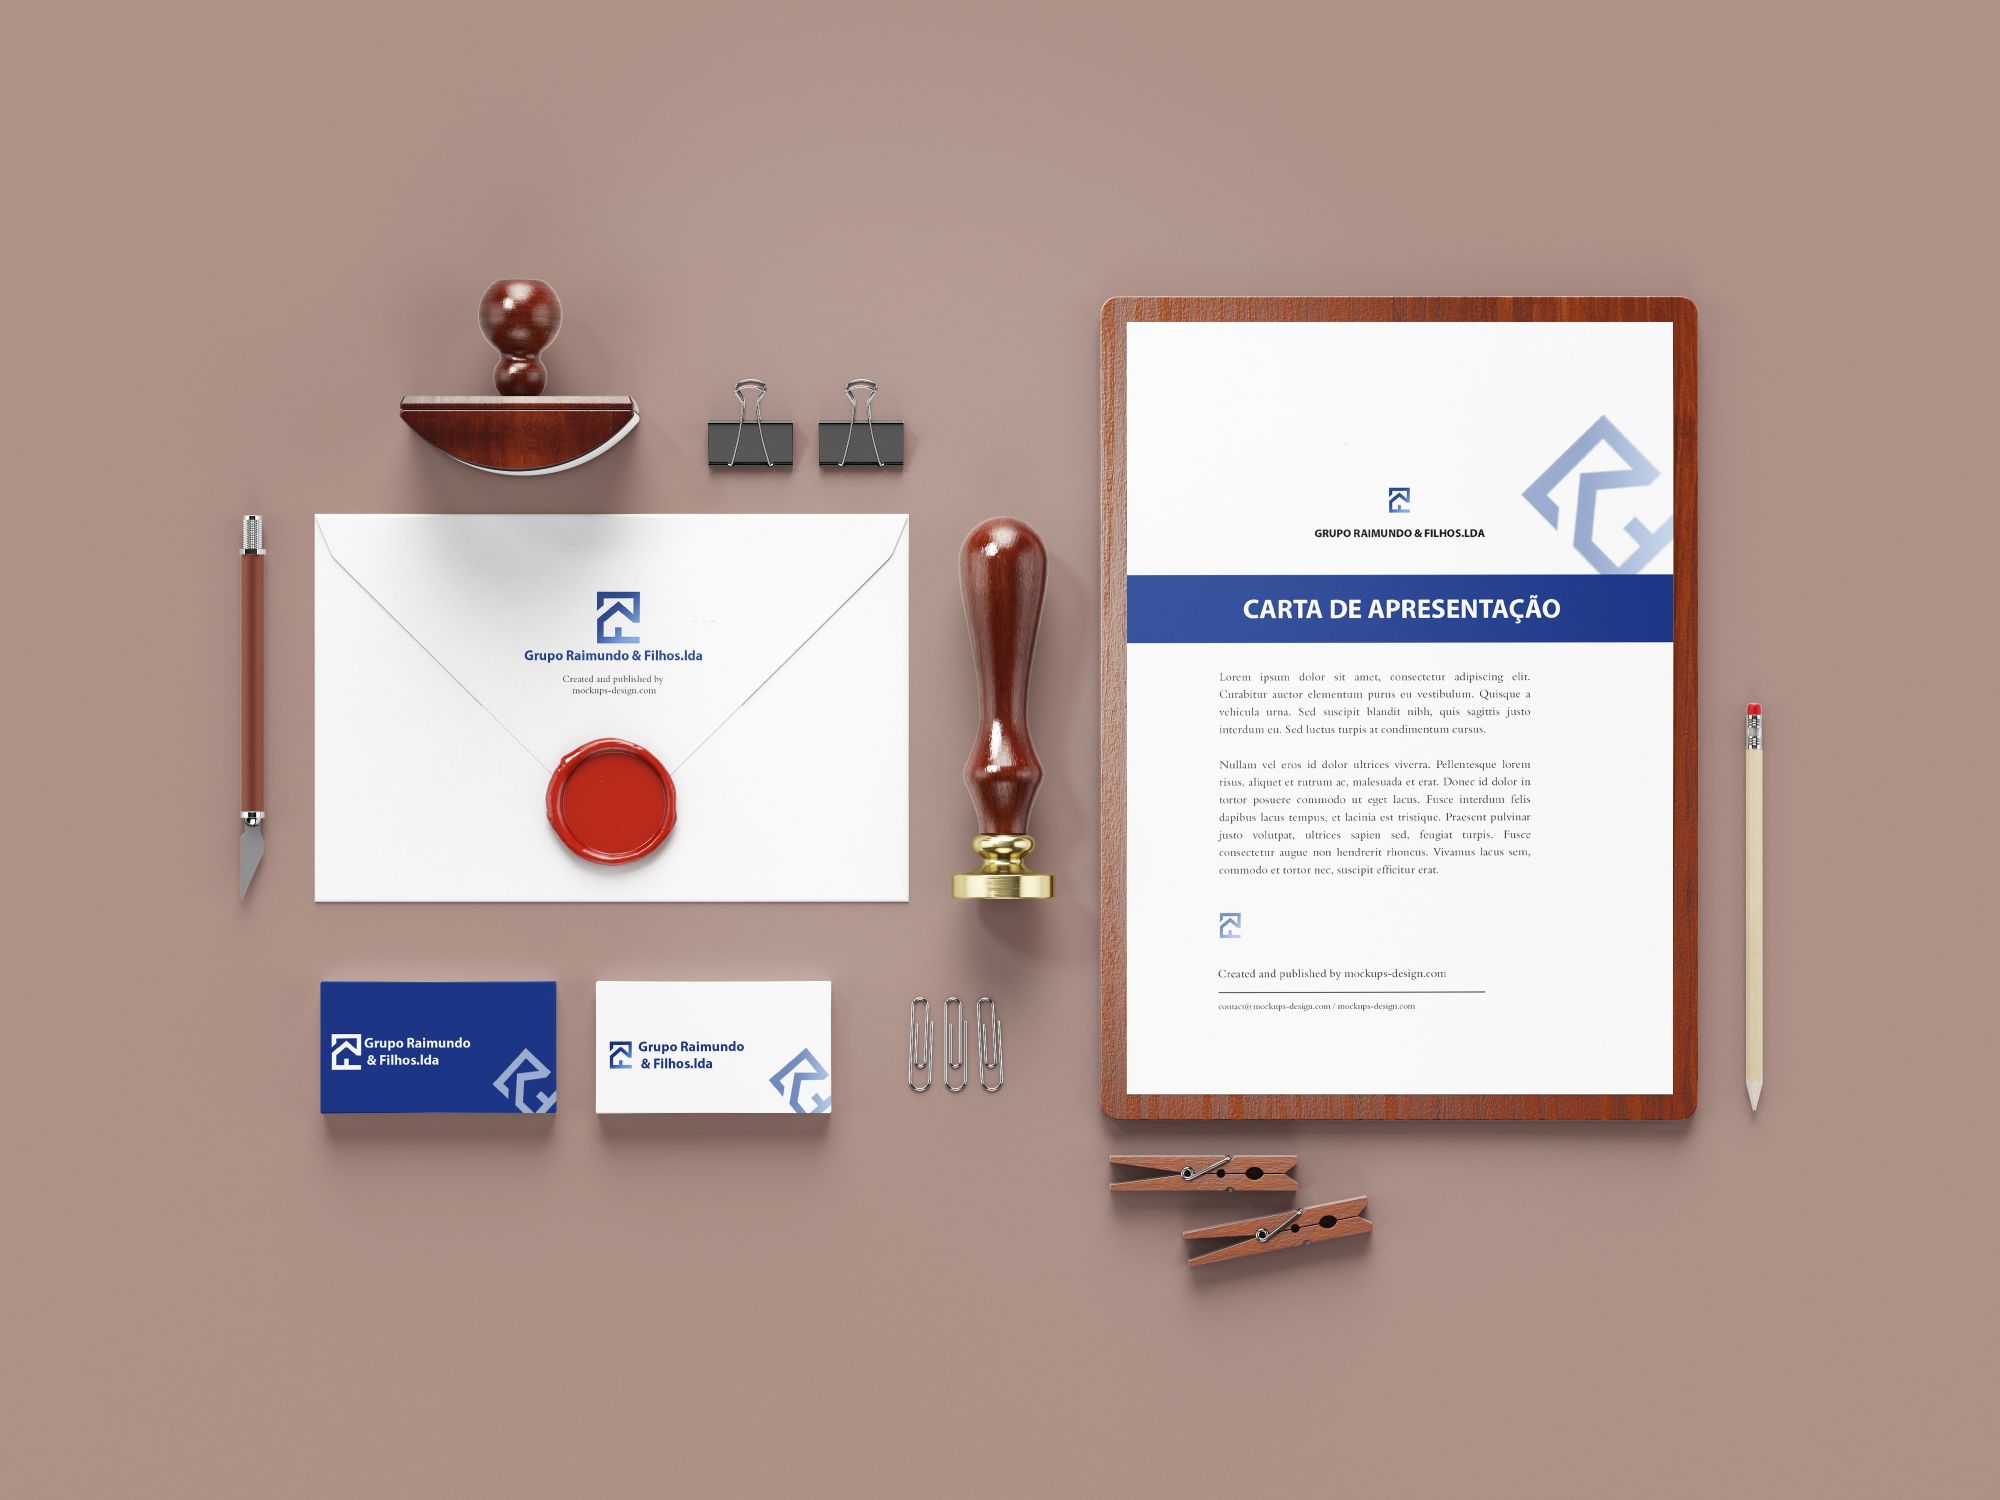 Grupo Raimundo & Filhos.lda
Created and published by
mockups-design.com
Grupo Raimundo
& Filhos.lda
Grupo Raimundo
& Filhos.lda
GRUPO RAIMUNDO & FILHOS.LDA
CARTA DE APRESENTAÇÃO
Lorem ipsum dolor sit amet, consectetur adipiscing elit.
Curabitur auctor elementum purus eu vestibulum. Quisque a
vehicula urna. Sed suscipit blandit nibh, quis sagittis justo
interdum eu. Sed luctus turpis at condimentum cursus.
Nullam vel eros id dolor ultrices viverra. Pellentesque lorem
risus, aliquet et rutrum ac, malesuada et erat. Donec id dolor in
tortor posuere commodo ut eget lacus. Fusce interdum felis
dapibus lacus tempus, et lacinia est tristique. Praesent pulvinar
justo volutpat, ultrices sapien sed, feugiat turpis. Fusce
consectetur augue non hendrerit rhoncus. Vivamus lacus sem,
commodo et tortor nec, suscipit efficitur erat.
Created and published by mockups-design.com
contact@mockups-design.com / mockups-design.com